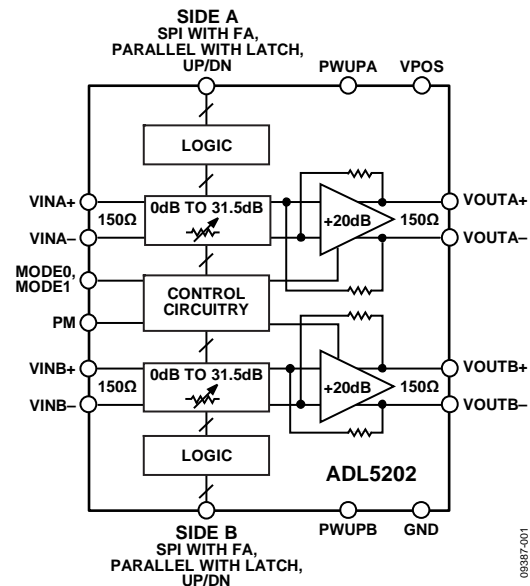 SIDE A
SPI WITH FA,
PARALLEL WITH LATCH,
UP/DN
PWUPA
VPOS
LOGIC
VINA+
150Ω
VINA–
0dB TO 31.5dB
+20dB
150Ω
VOUTA+
VOUTA–
MODE0,
MODE1
PM
CONTROL
CIRCUITRY
VINB+
150Ω
VINB–
0dB TO 31.5dB
+20dB
150Ω
VOUTB+
VOUTB–
LOGIC
ADL5202
SIDE B
SPI WITH FA,
PARALLEL WITH LATCH,
UP/DN
PWUPB
GND
09387-001